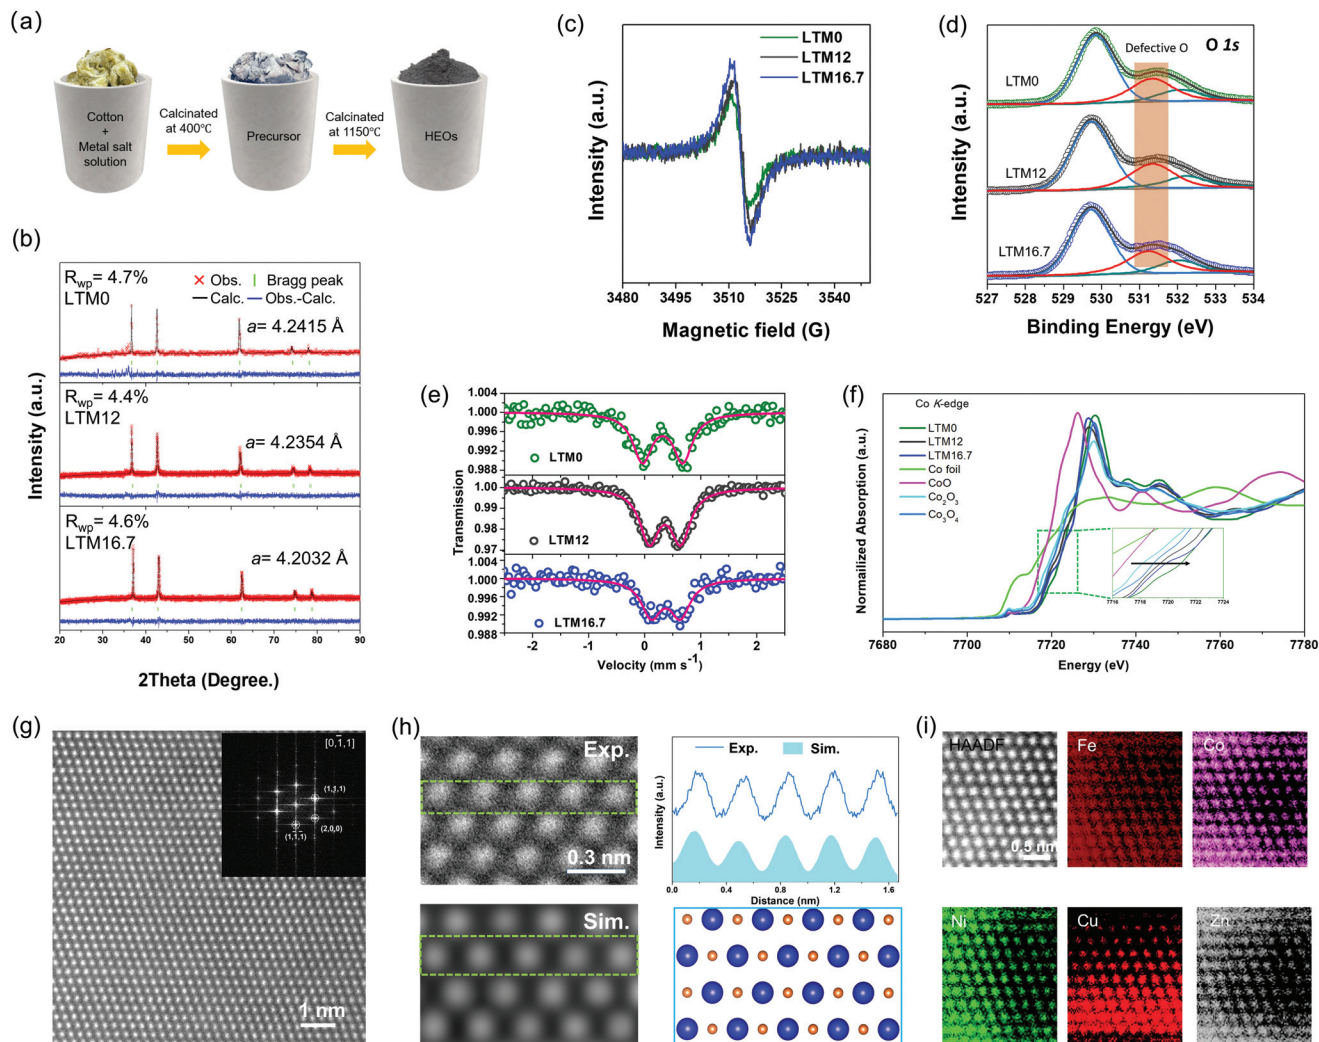 (a)
Cotton
+
Metal salt
solution
Calcinated
at 400℃
Precursor
Calcinated
at 1150℃
HEOs
(b)
Rwp= 4.7%
LTM0
× Obs. | Bragg peak
Calc. Obs.-Calc.
a= 4.2415 Å
Rwp= 4.4%
LTM12
a= 4.2354 Å
Rwp= 4.6%
LTM16.7
a= 4.2032 Å
Intensity (a.u.)
20 30 40 50 60 70 80 90
2Theta (Degree.)
(c)
LTM0
LTM12
LTM16.7
Intensity (a.u.)
3480 3495 3510 3525 3540
Magnetic field (G)
(d)
O 1s
Defective O
LTM0
LTM12
LTM16.7
Intensity (a.u.)
527 528 529 530 531 532 533 534
Binding Energy (eV)
(e)
1.004
1.000
0.996
0.992
0.988
LTM0
1.00
0.99
0.98
0.97
LTM12
1.004
1.000
0.996
0.992
0.988
LTM16.7
Transmission
-2 -1 0 1 2
Velocity (mm s-1)
(f)
Co K-edge
LTM0
LTM12
LTM16.7
Co foil
CoO
Co2O3
Co3O4
Normalizied Absorption (a.u.)
7716 7718 7720 7722 7724
7680 7700 7720 7740 7760 7780
Energy (eV)
(g)
[0,1̄,1]
(1,1,1)
(2,0,0)
(1,1̄,1̄)
1 nm
(h)
Exp.
0.3 nm
Sim.
Exp. Sim.
Intensity (a.u.)
0.0 0.4 0.8 1.2 1.6
Distance (nm)
(i)
HAADF
0.5 nm
Fe
Co
Ni
Cu
Zn